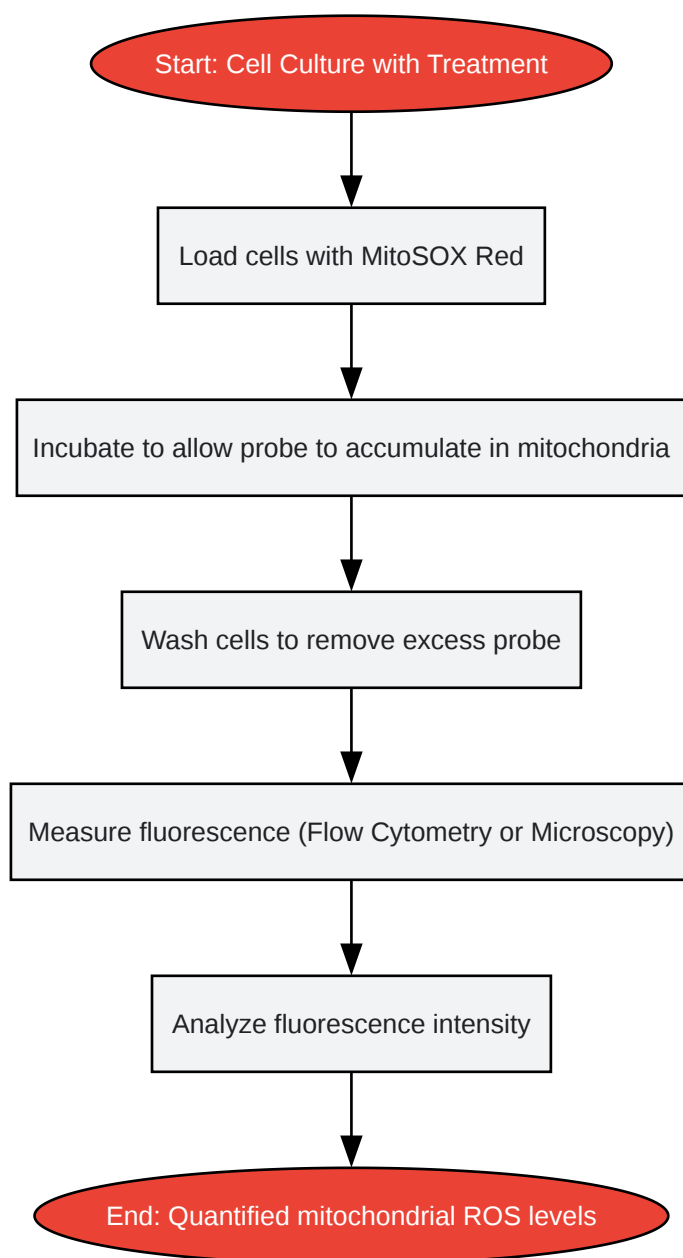 Start: Cell Culture with Treatment
Load cells with MitoSOX Red
Incubate to allow probe to accumulate in mitochondria
Wash cells to remove excess probe
Measure fluorescence (Flow Cytometry or Microscopy)
Analyze fluorescence intensity
End: Quantified mitochondrial ROS levels